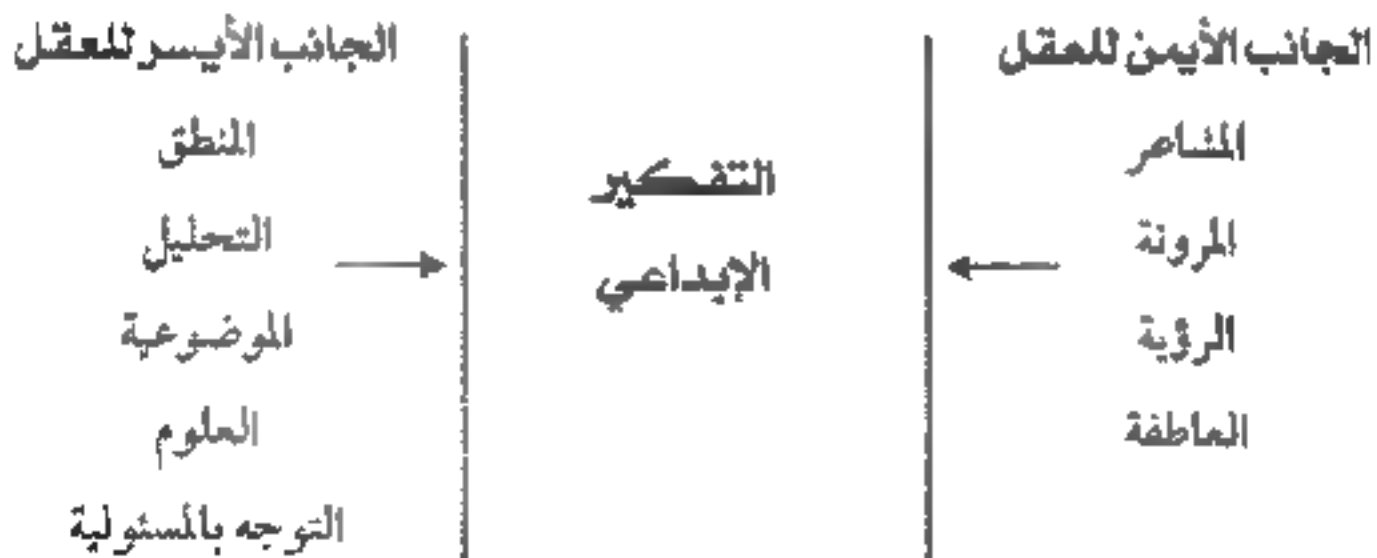 الجانب الأيمن للعقل
المشاعر
المرونة
الرؤية
العاطفة
التفكير
الإبداعي
الجانب الأيسر للعقل
المنطق
التحليل
الموضوعية
العلوم
التوجه بالمسئولية